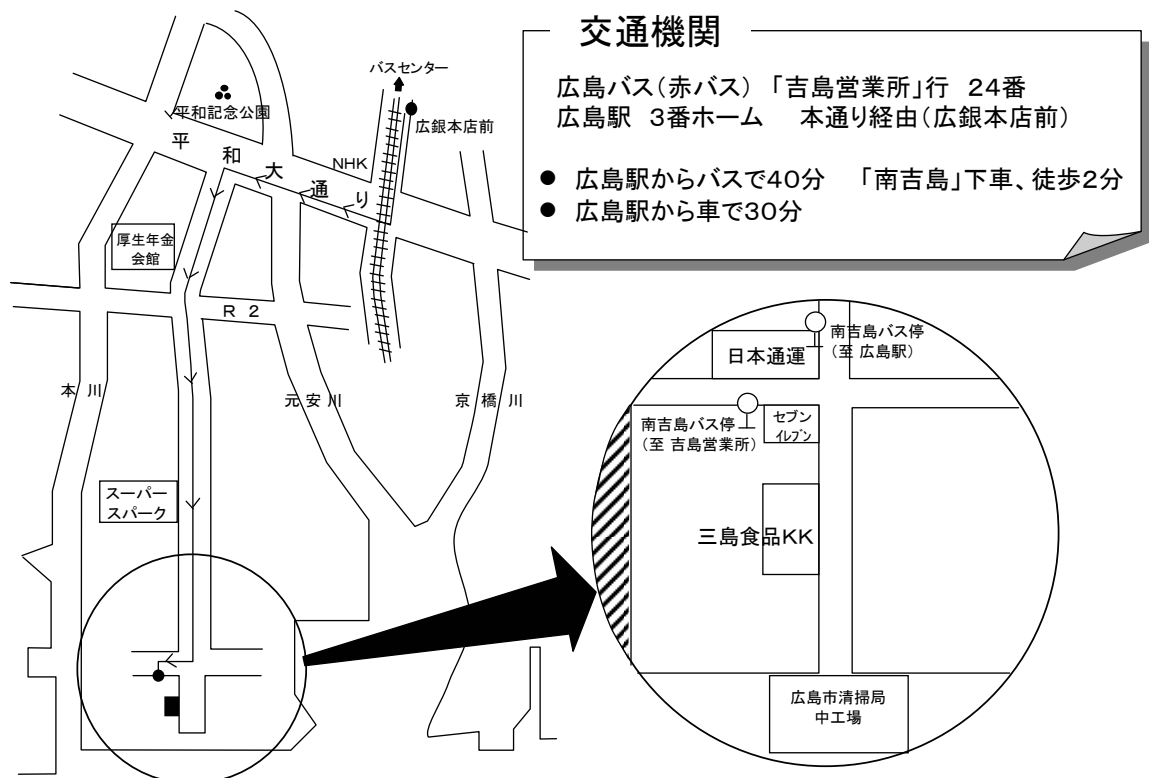 交通機関
広島バス(赤バス) 「吉島営業所」行 24番
広島駅 3番ホーム 本通り経由(広銀本店前)
● 広島駅からバスで40分 「南吉島」下車、徒歩2分
● 広島駅から車で30分
バスセンター
平和記念公園
広銀本店前
平和大通り
NHK
厚生年金
会館
R 2
本川
元安川
京橋川
スーパー
スパーク
南吉島バス停
(至 広島駅)
日本通運
南吉島バス停
(至 吉島営業所)
セブン
イレブン
三島食品KK
広島市清掃局
中工場